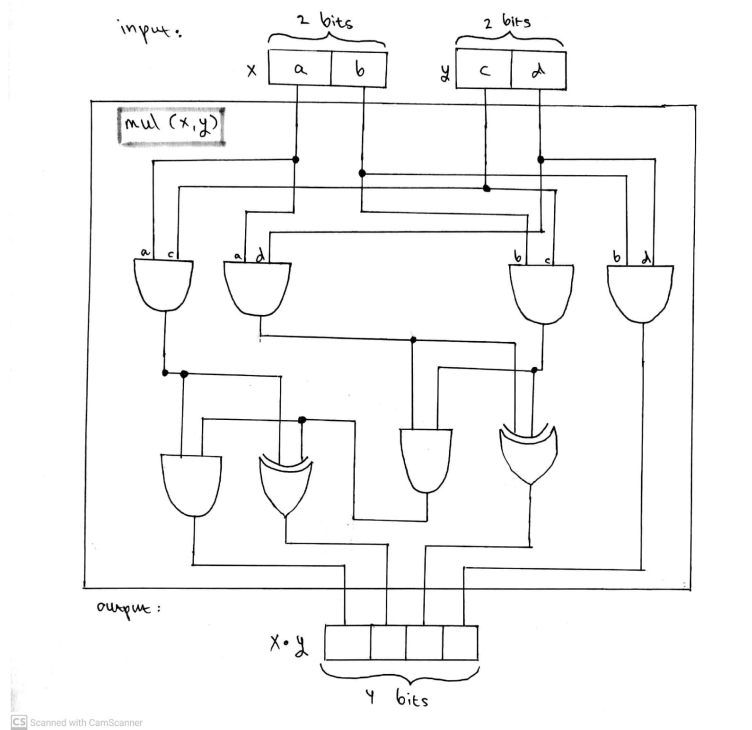 input:
2 bits 2 bits
x a b y c d
mul (x,y)
a c a d b c b d
output:
x•y
4 bits
CS Scanned with CamScanner